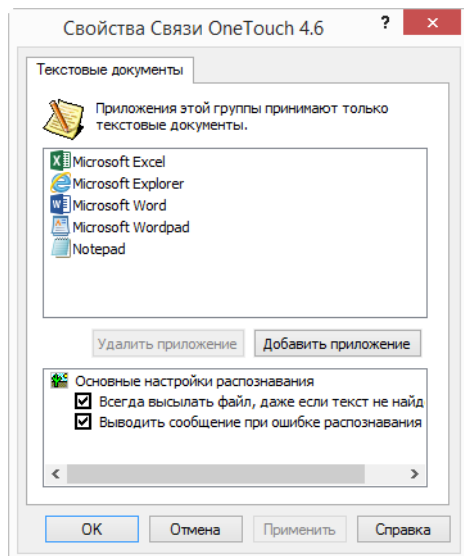 Свойства Связи OneTouch 4.6
?
×
Текстовые документы
Приложения этой группы принимают только
текстовые документы.
Microsoft Excel
Microsoft Explorer
Microsoft Word
Microsoft Wordpad
Notepad
Удалить приложение
Добавить приложение
Основные настройки распознавания
Всегда высылать файл, даже если текст не найд
Выводить сообщение при ошибке распознавания
OK
Отмена
Применить
Справка